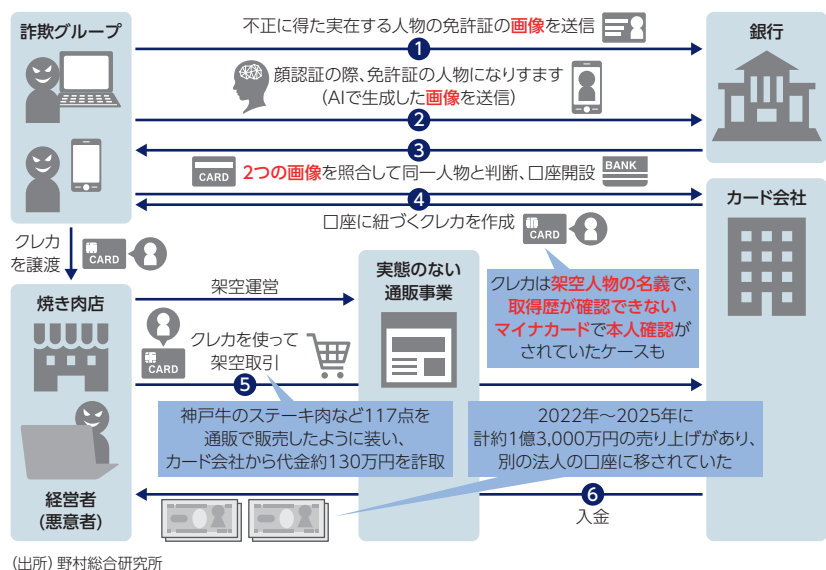 詐欺グループ
不正に得た実在する人物の免許証の画像を送信
銀行
1
顔認証の際、免許証の人物になりすます
(AIで生成した画像を送信)
2
3
CARD
2つの画像を照合して同一人物と判断、口座開設
BANK
4
カード会社
口座に紐づくクレカを作成
CARD
クレカ
を譲渡
CARD
実態のない
通販事業
クレカは架空人物の名義で、
取得歴が確認できない
マイナカードで本人確認が
されていたケースも
焼き肉店
架空運営
CARD
クレカを使って
架空取引
5
神戸牛のステーキ肉など117点を
通販で販売したように装い、
カード会社から代金約130万円を詐取
2022年～2025年に
計約1億3,000万円の売り上げがあり、
別の法人の口座に移されていた
経営者
(悪意者)
6
入金
(出所) 野村総合研究所